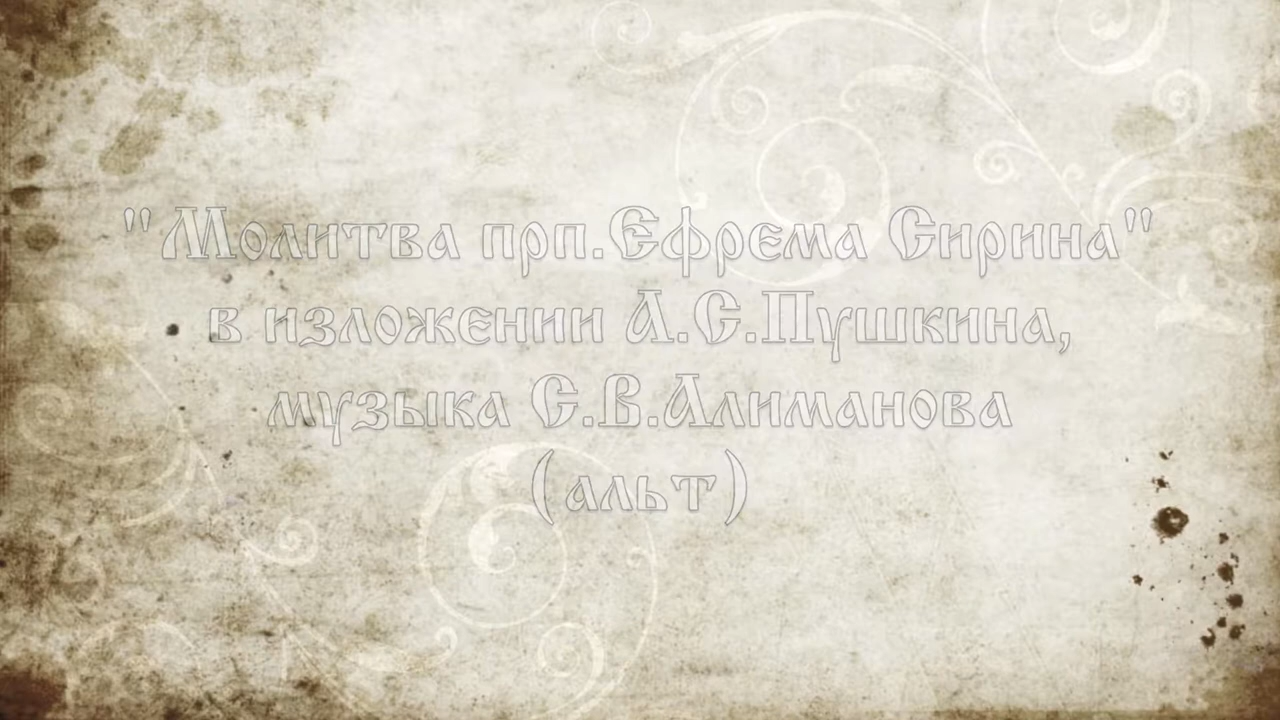 "Молитва прп.Ефрема Сирина"
в изложении А.С.Пушкина,
музыка С.В.Алиманова
(альт)